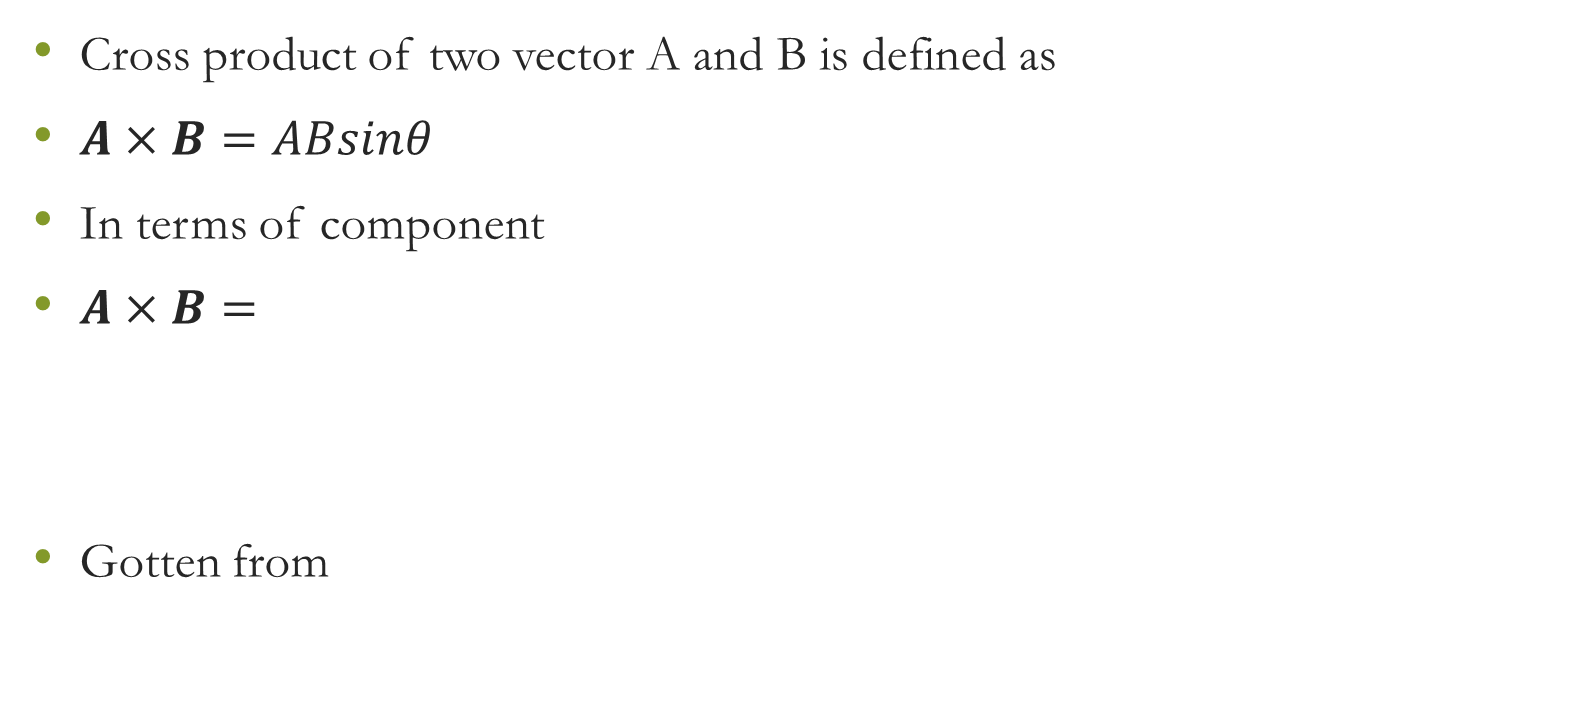 • Cross product of two vector A and B is defined as
• A × B = ABsinθ
• In terms of component
• A × B =
• Gotten from